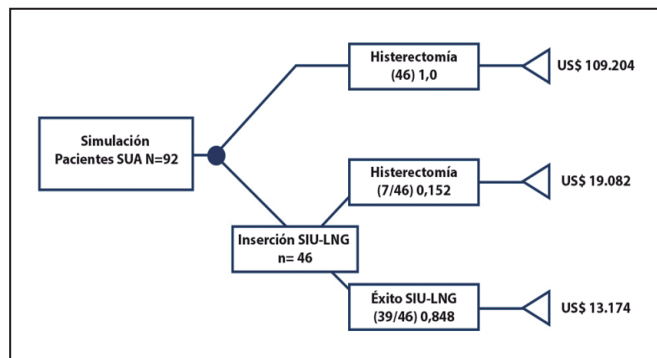 Histerectomía
(46) 1,0
US$ 109.204
Simulación
Pacientes SUA N=92
Histerectomía
(7/46) 0,152
US$ 19.082
Inserción SIU-LNG
n= 46
Éxito SIU-LNG
(39/46) 0,848
US$ 13.174